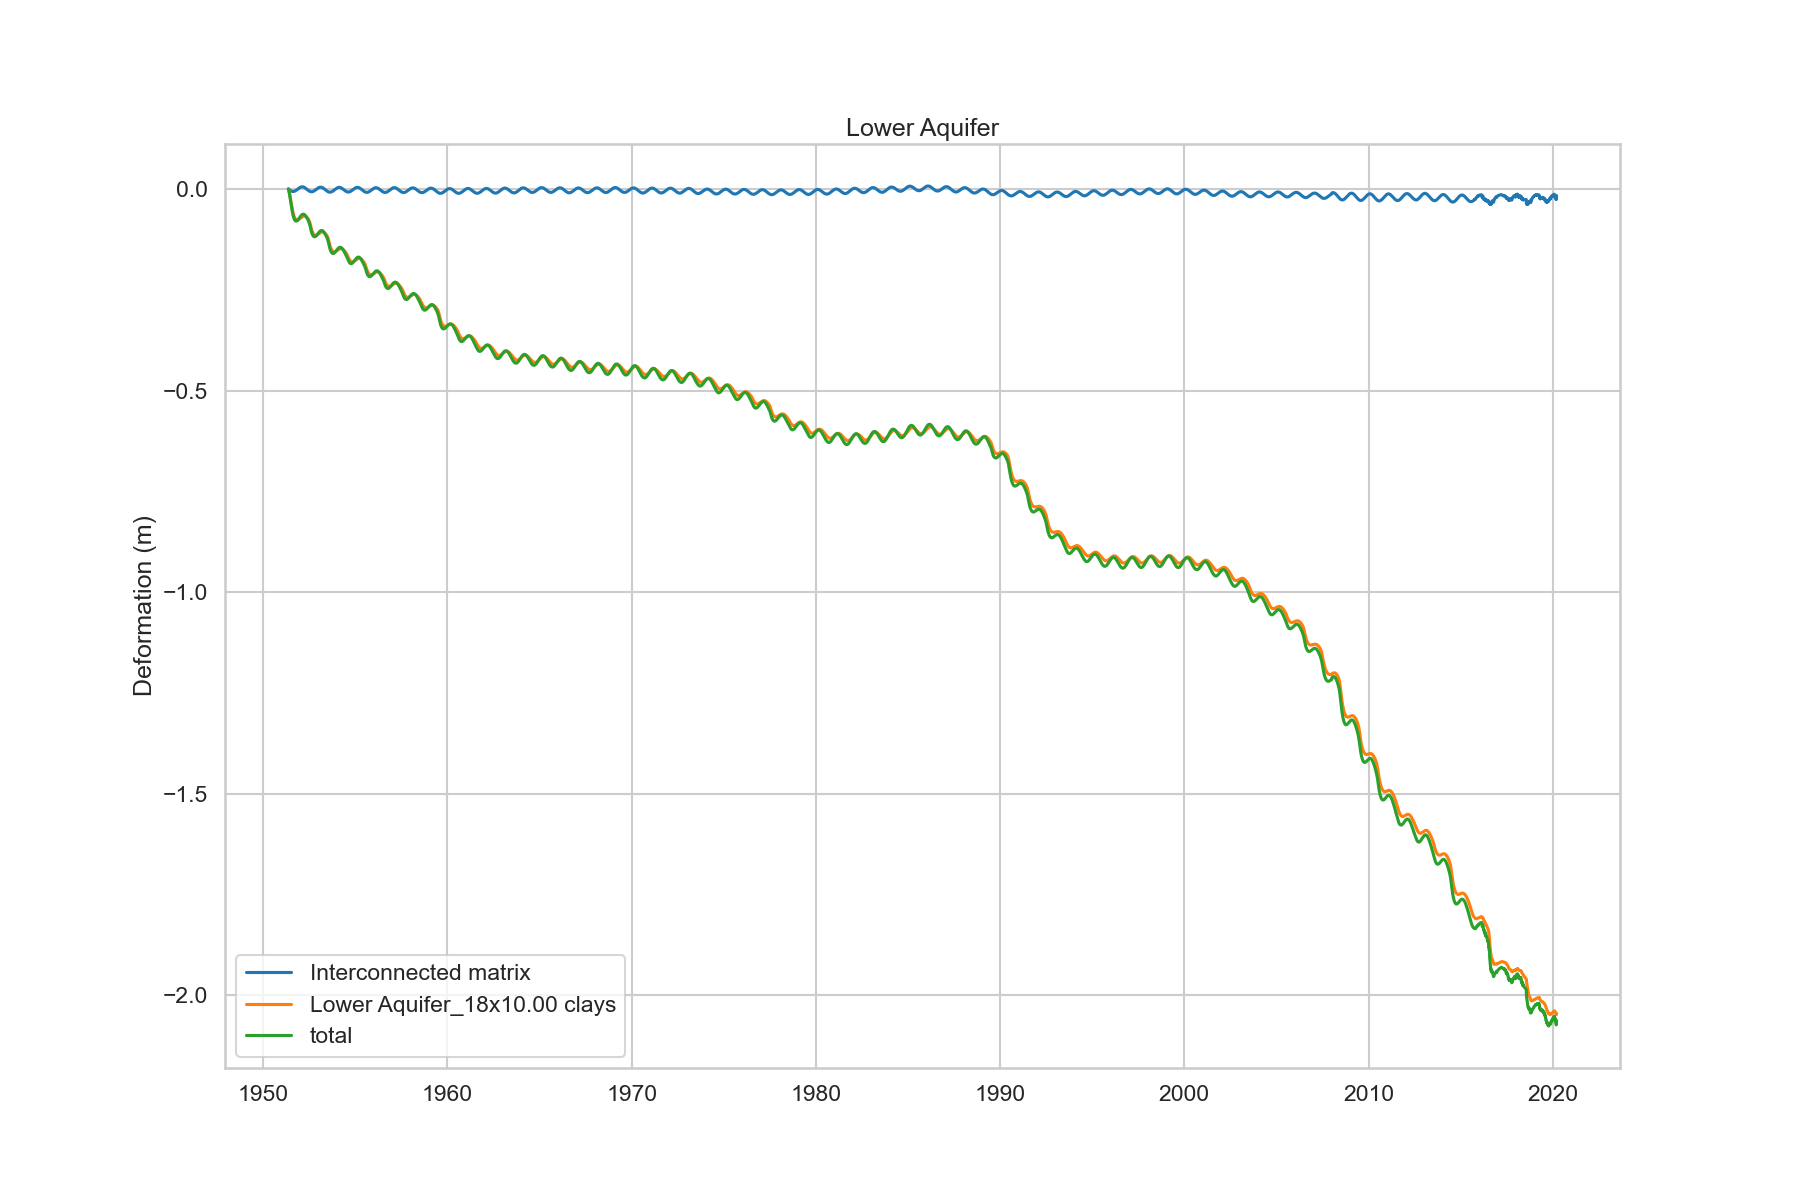 Lower Aquifer
0.0
−0.5
−1.0
−1.5
−2.0
Deformation (m)
Interconnected matrix
Lower Aquifer_18x10.00 clays
total
1950 1960 1970 1980 1990 2000 2010 2020